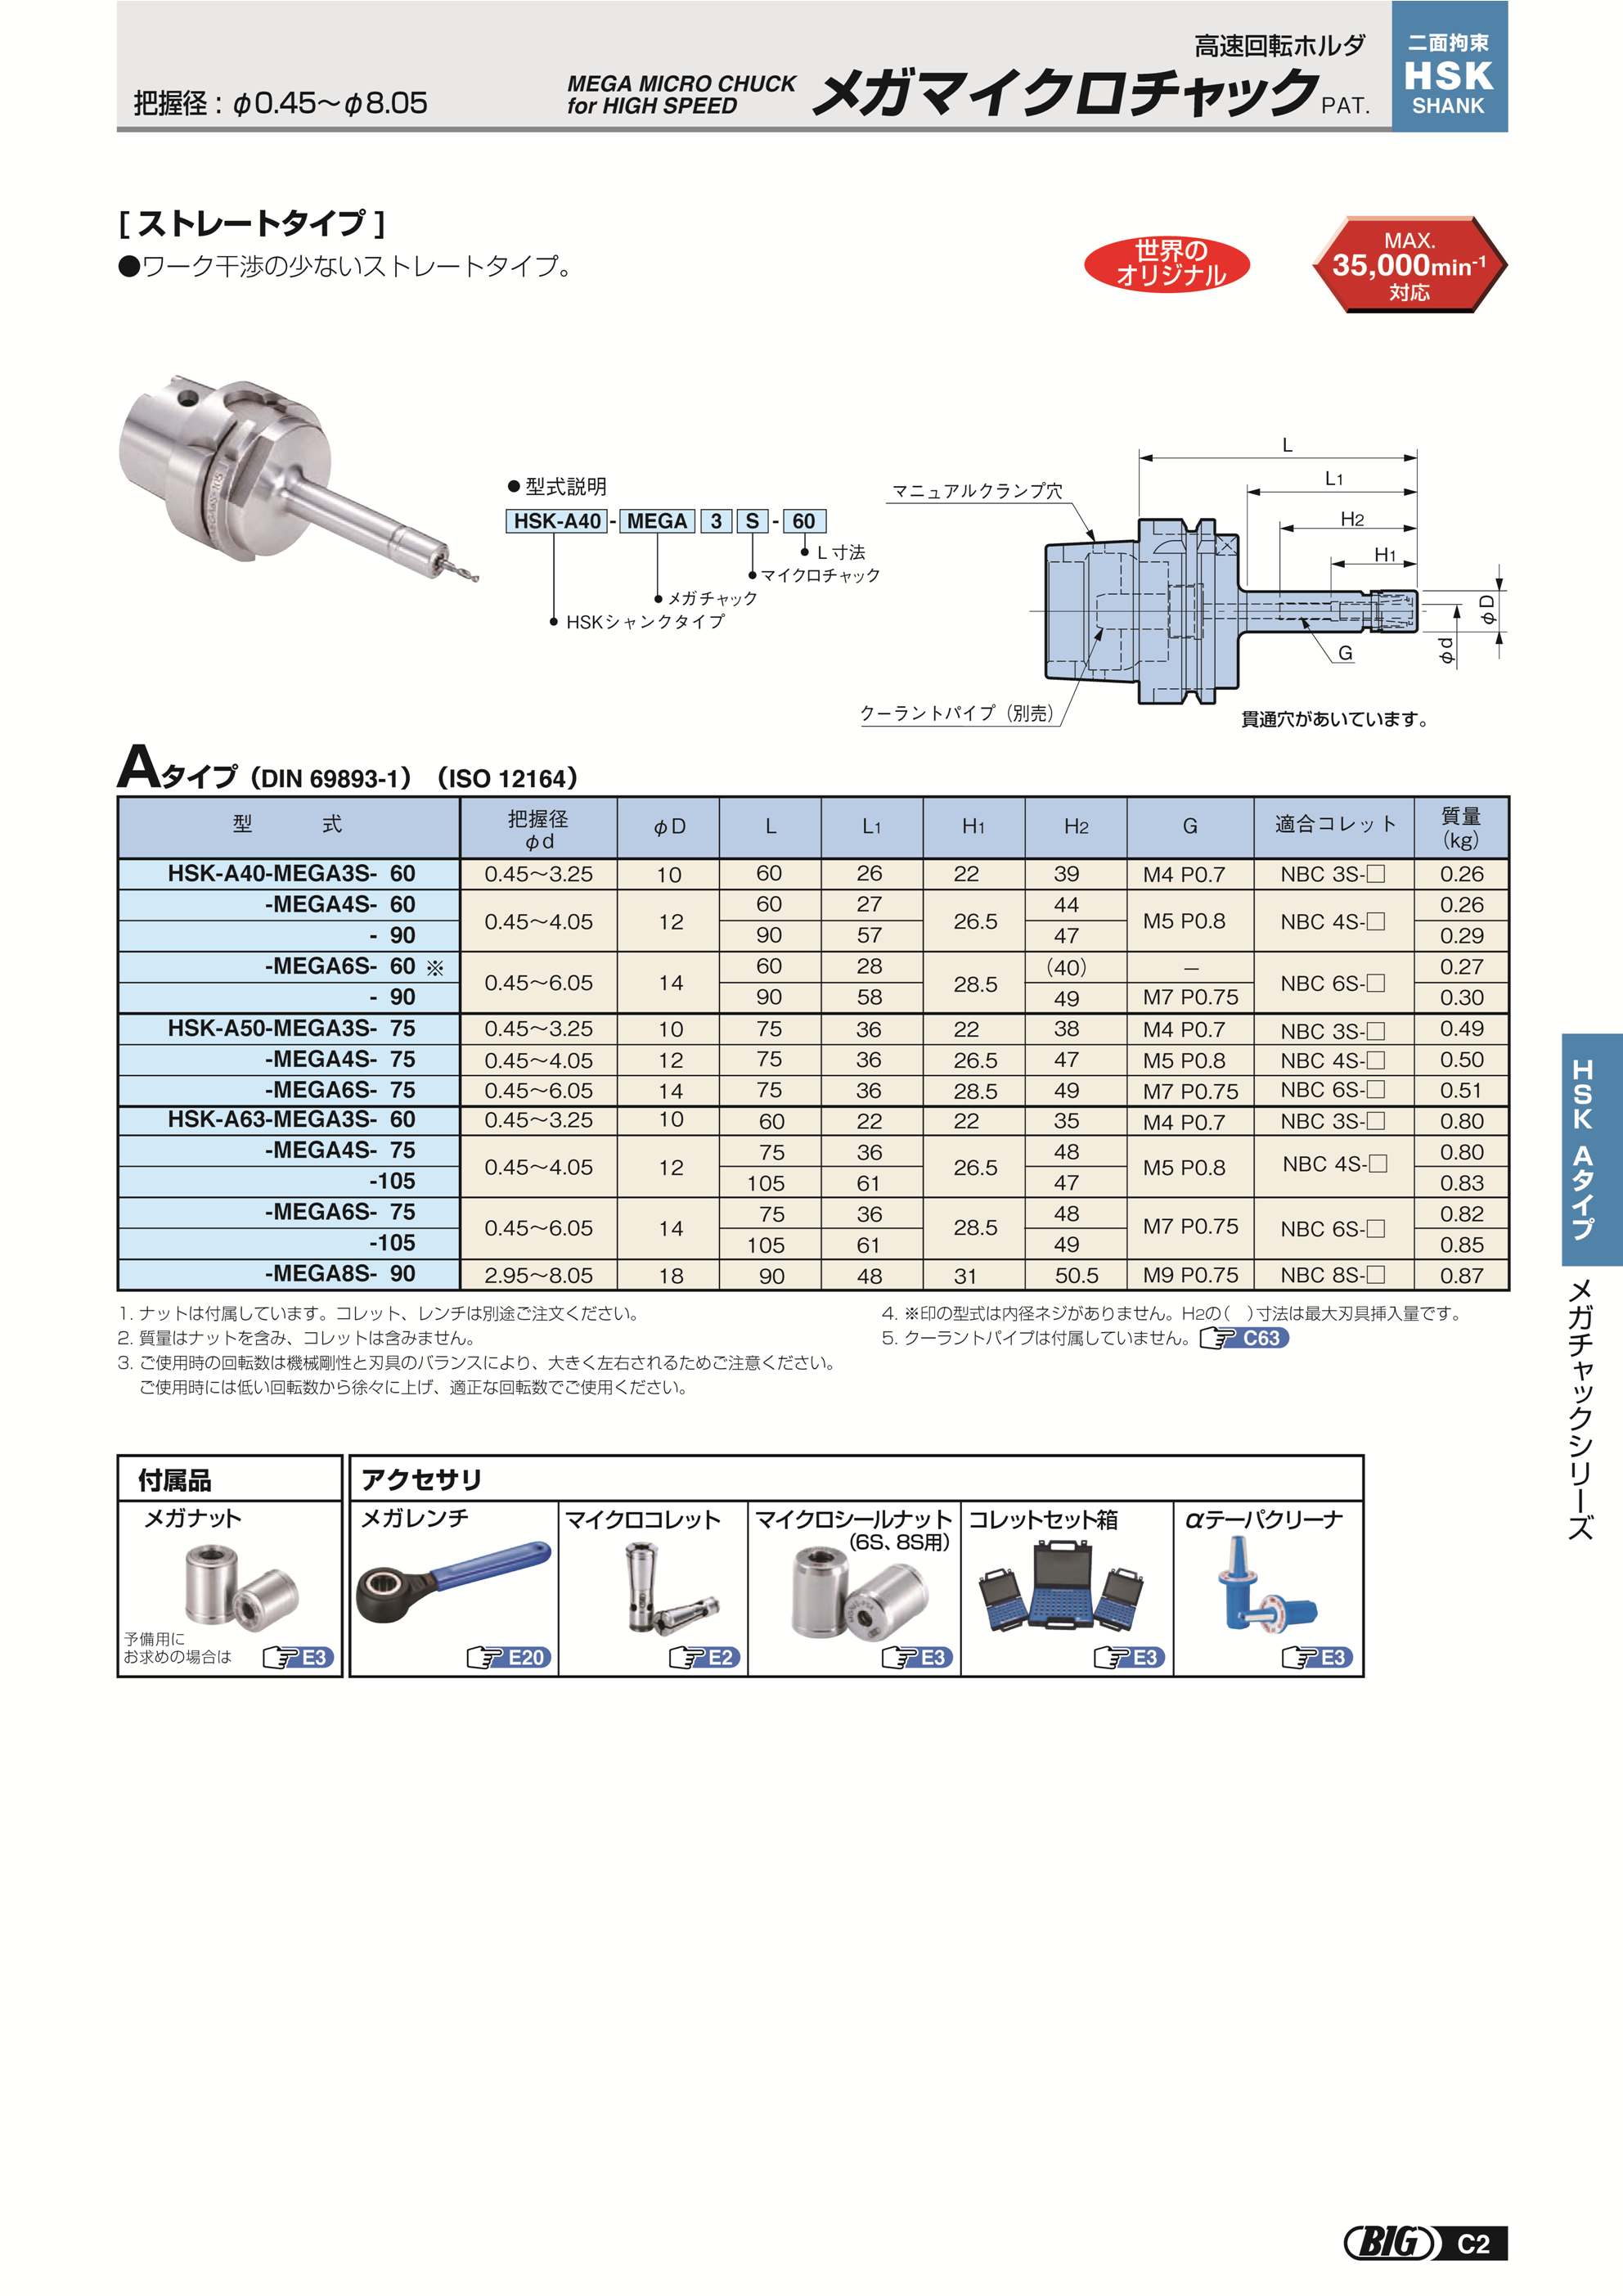 把握径：φ0.45〜φ8.05
MEGA MICRO CHUCK
for HIGH SPEED
高速回転ホルダ
メガマイクロチャック PAT.
二面拘束
HSK
SHANK
[ ストレートタイプ ]
●ワーク干渉の少ないストレートタイプ。
世界の
オリジナル
MAX.
35,000min-1
対応
●型式説明
HSK-A40 - MEGA 3 S - 60
●L 寸法
●マイクロチャック
●メガチャック
●HSKシャンクタイプ
マニュアルクランプ穴
クーラントパイプ（別売）
L
L1
H2
H1
φD
φd
G
貫通穴があいています。
Aタイプ（DIN 69893-1）（ISO 12164）
型 式 把握径 φd φD L L1 H1 H2 G 適合コレット 質量 (kg)
HSK-A40-MEGA3S- 60 0.45〜3.25 10 60 26 22 39 M4 P0.7 NBC 3S-□ 0.26
-MEGA4S- 60 0.45〜4.05 12 60 27 26.5 44 M5 P0.8 NBC 4S-□ 0.26
- 90 90 57 47 0.29
-MEGA6S- 60 ※ 0.45〜6.05 14 60 28 28.5 (40) — NBC 6S-□ 0.27
- 90 90 58 49 M7 P0.75 0.30
HSK-A50-MEGA3S- 75 0.45〜3.25 10 75 36 22 38 M4 P0.7 NBC 3S-□ 0.49
-MEGA4S- 75 0.45〜4.05 12 75 36 26.5 47 M5 P0.8 NBC 4S-□ 0.50
-MEGA6S- 75 0.45〜6.05 14 75 36 28.5 49 M7 P0.75 NBC 6S-□ 0.51
HSK-A63-MEGA3S- 60 0.45〜3.25 10 60 22 22 35 M4 P0.7 NBC 3S-□ 0.80
-MEGA4S- 75 0.45〜4.05 12 75 36 26.5 48 M5 P0.8 NBC 4S-□ 0.80
-105 105 61 47 0.83
-MEGA6S- 75 0.45〜6.05 14 75 36 28.5 48 M7 P0.75 NBC 6S-□ 0.82
-105 105 61 49 0.85
-MEGA8S- 90 2.95〜8.05 18 90 48 31 50.5 M9 P0.75 NBC 8S-□ 0.87
1. ナットは付属しています。コレット、レンチは別途ご注文ください。
2. 質量はナットを含み、コレットは含みません。
3. ご使用時の回転数は機械剛性と刃具のバランスにより、大きく左右されるためご注意ください。
ご使用時には低い回転数から徐々に上げ、適正な回転数でご使用ください。
4. ※印の型式は内径ネジがありません。H2の(　)寸法は最大刃具挿入量です。
5. クーラントパイプは付属していません。 C63
付属品
メガナット
予備用に
お求めの場合は E3
アクセサリ
メガレンチ
E20
マイクロコレット
E2
マイクロシールナット
(6S、8S用)
E3
コレットセット箱
E3
αテーパクリーナ
E3
HSK Aタイプ
メガチャックシリーズ
BIG C2